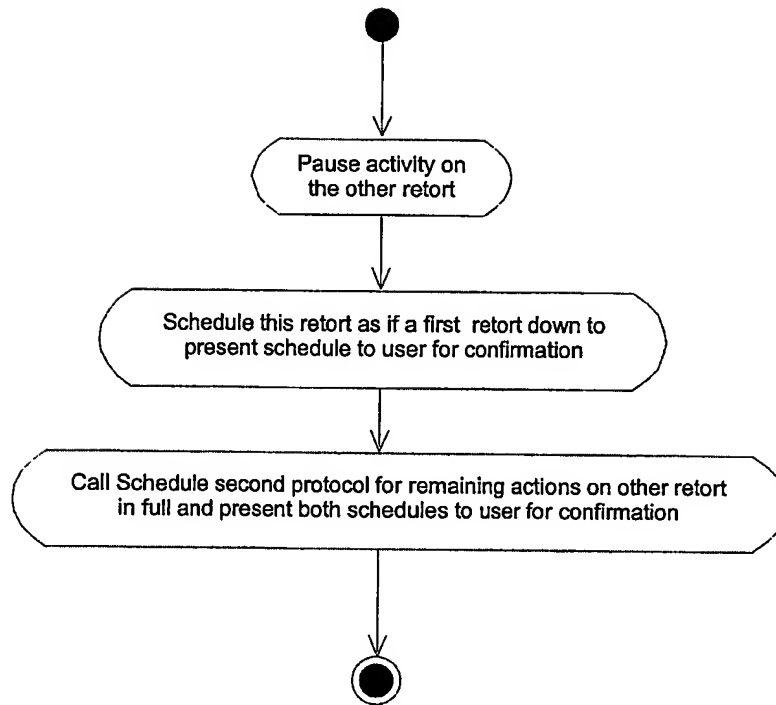 Pause activity on
the other retort
Schedule this retort as if a first retort down to
present schedule to user for confirmation
Call Schedule second protocol for remaining actions on other retort
in full and present both schedules to user for confirmation